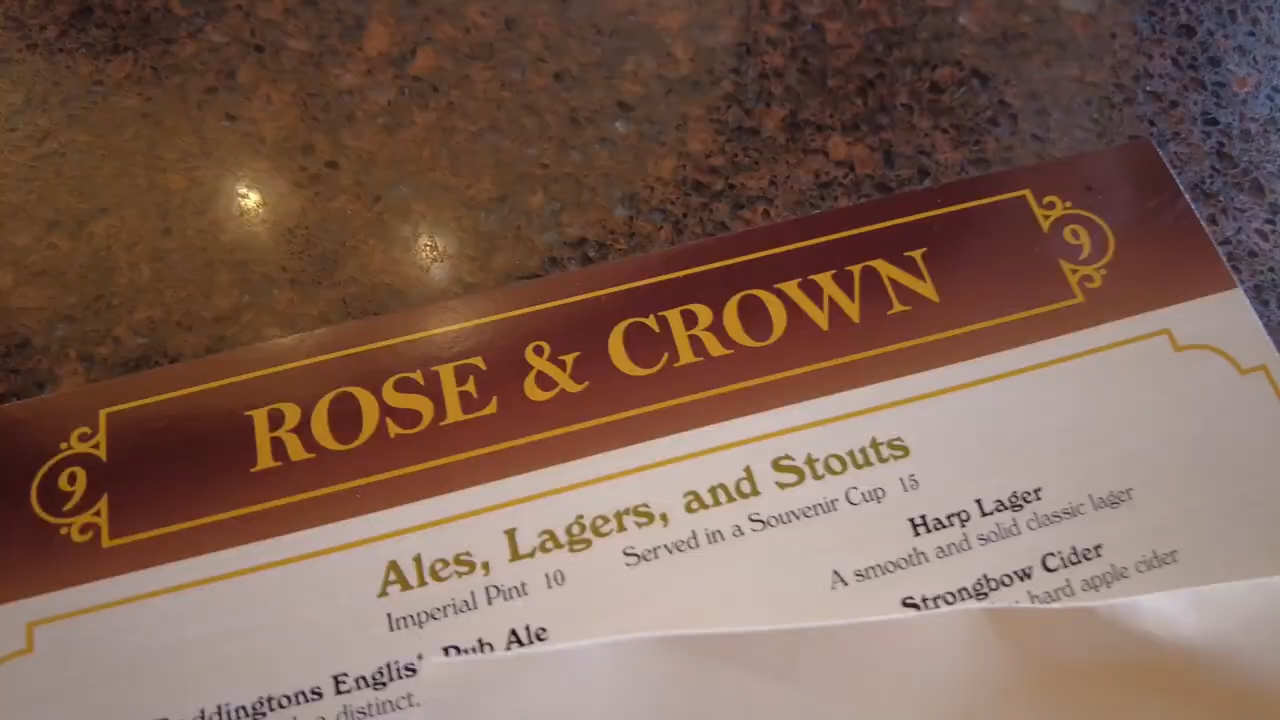 ROSE & CROWN
9
9
Ales, Lagers, and Stouts
Imperial Pint 10 Served in a Souvenir Cup 15
Harp Lager
A smooth and solid classic lager
Strongbow Cider
hard apple cider
Pub Ale
distinct.